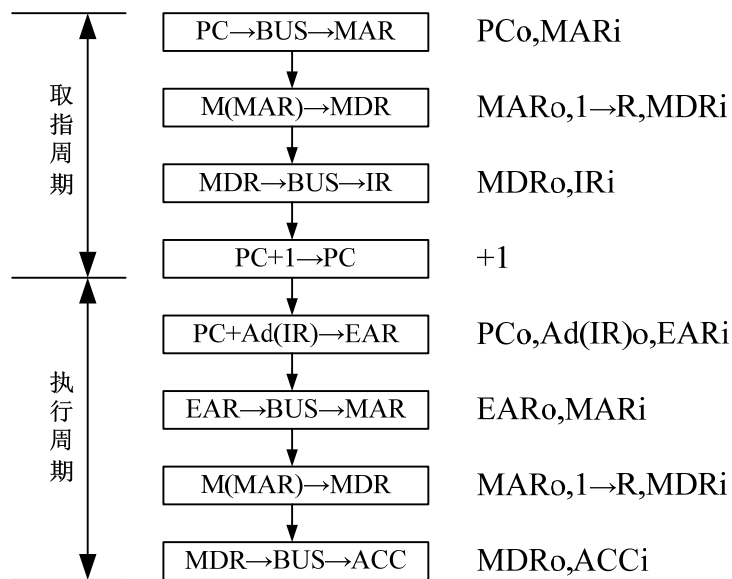 取指周期
PC→BUS→MAR PCo,MARi
M(MAR)→MDR MARo,1→R,MDRi
MDR→BUS→IR MDRo,IRi
PC+1→PC +1
执行周期
PC+Ad(IR)→EAR PCo,Ad(IR)o,EARi
EAR→BUS→MAR EARo,MARi
M(MAR)→MDR MARo,1→R,MDRi
MDR→BUS→ACC MDRo,ACCi